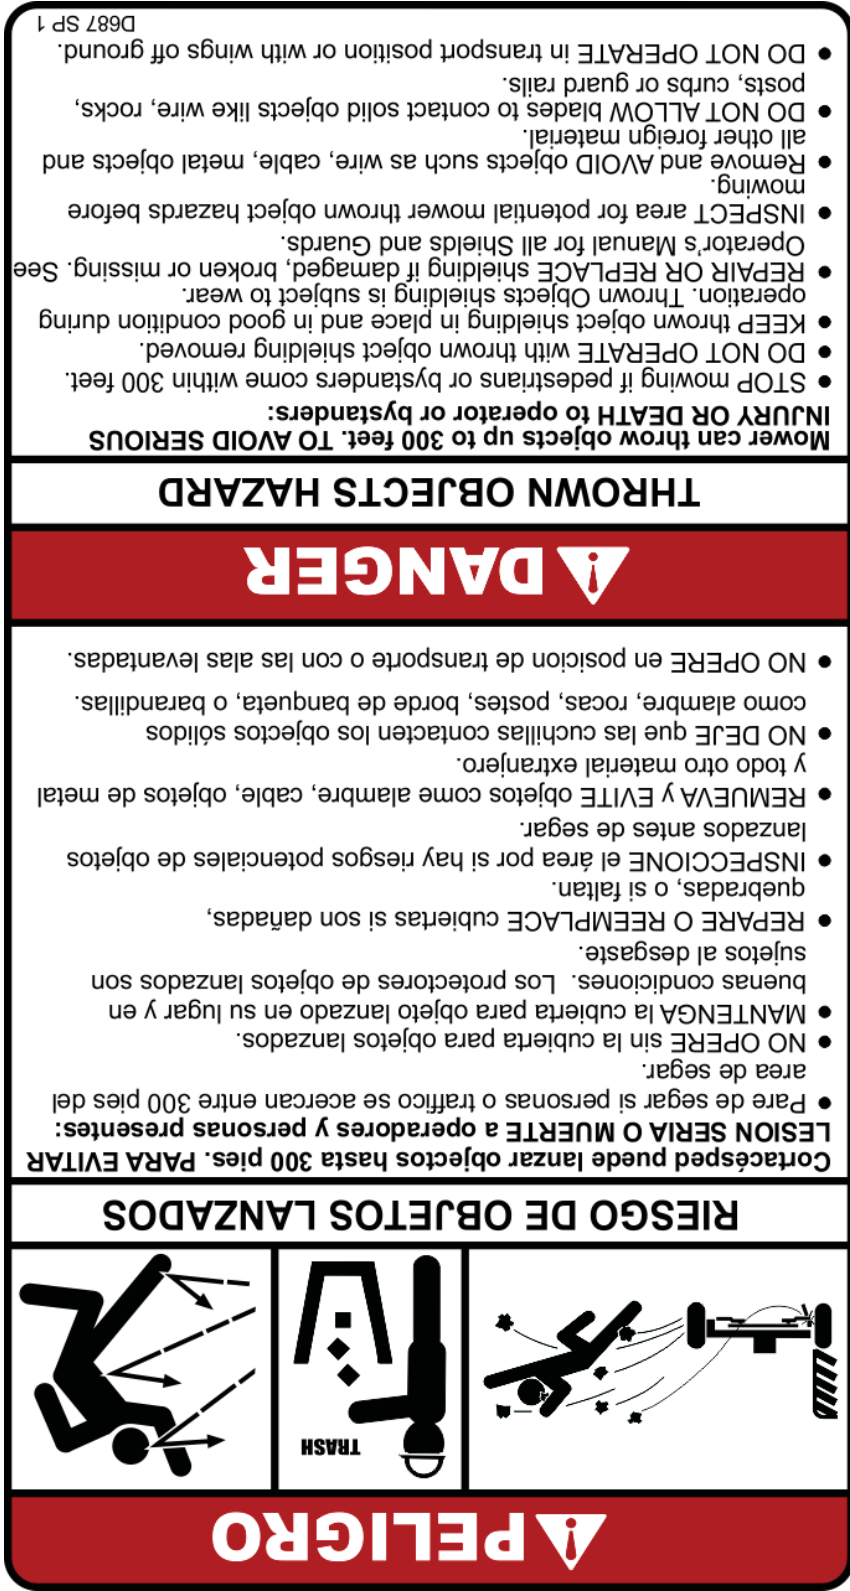 PELIGRO
TRASH
RIESGO DE OBJETOS LANZADOS
Cortacésped puede lanzar objectos hasta 300 pies. PARA EVITAR
LESION SERIA O MUERTE a operadores y personas presentes:
● Pare de segar si personas o traffico se acercan entre 300 pies del
area de segar.
● NO OPERE sin la cubierta para objetos lanzados.
● MANTENGA la cubierta para objeto lanzado en su lugar y en
buenas condiciones. Los protectores de objetos lanzados son
sujetos al desgaste.
● REPARE O REEMPLACE cubiertas si son dañadas,
quebradas, o si faltan.
● INSPECCIONE el área por si hay riesgos potenciales de objetos
lanzados antes de segar.
● REMUEVA y EVITE objetos como alambre, cable, objetos de metal
y todo otro material extranjero.
● NO DEJE que las cuchillas contacten los objectos sólidos
como alambre, rocas, postes, borde de banqueta, o barandillas.
● NO OPERE en posicion de transporte o con las alas levantadas.
DANGER
THROWN OBJECTS HAZARD
Mower can throw objects up to 300 feet. TO AVOID SERIOUS
INJURY OR DEATH to operator or bystanders:
● STOP mowing if pedestrians or bystanders come within 300 feet.
● DO NOT OPERATE with thrown object shielding removed.
● KEEP thrown object shielding in place and in good condition during
operation. Thrown Objects shielding is subject to wear.
● REPAIR OR REPLACE shielding if damaged, broken or missing. See
Operator's Manual for all Shields and Guards.
● INSPECT area for potential mower thrown object hazards before
mowing.
● Remove and AVOID objects such as wire, cable, metal objects and
all other foreign material.
● DO NOT ALLOW blades to contact solid objects like wire, rocks,
posts, curbs or guard rails.
● DO NOT OPERATE in transport position or with wings off ground.
D687 SP 1